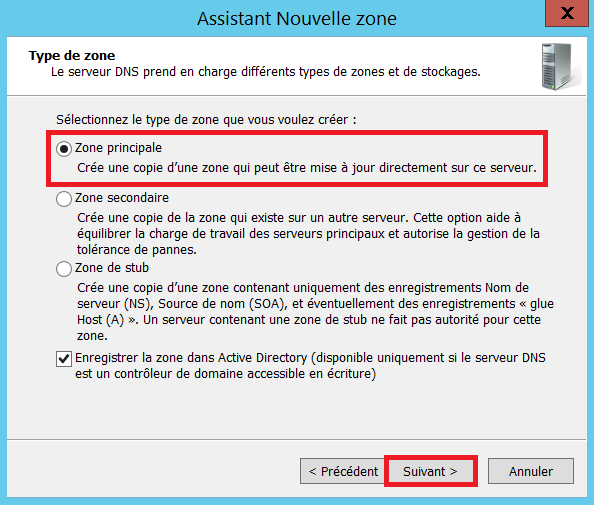 Assistant Nouvelle zone
X
Type de zone
Le serveur DNS prend en charge différents types de zones et de stockages.
Sélectionnez le type de zone que vous voulez créer :
Zone principale
Crée une copie d'une zone qui peut être mise à jour directement sur ce serveur.
Zone secondaire
Crée une copie de la zone qui existe sur un autre serveur. Cette option aide à
équilibrer la charge de travail des serveurs principaux et autorise la gestion de la
tolérance de pannes.
Zone de stub
Crée une copie d'une zone contenant uniquement des enregistrements Nom de
serveur (NS), Source de nom (SOA), et éventuellement des enregistrements « glue
Host (A) ». Un serveur contenant une zone de stub ne fait pas autorité pour cette
zone.
Enregistrer la zone dans Active Directory (disponible uniquement si le serveur DNS
est un contrôleur de domaine accessible en écriture)
< Précédent Suivant > Annuler